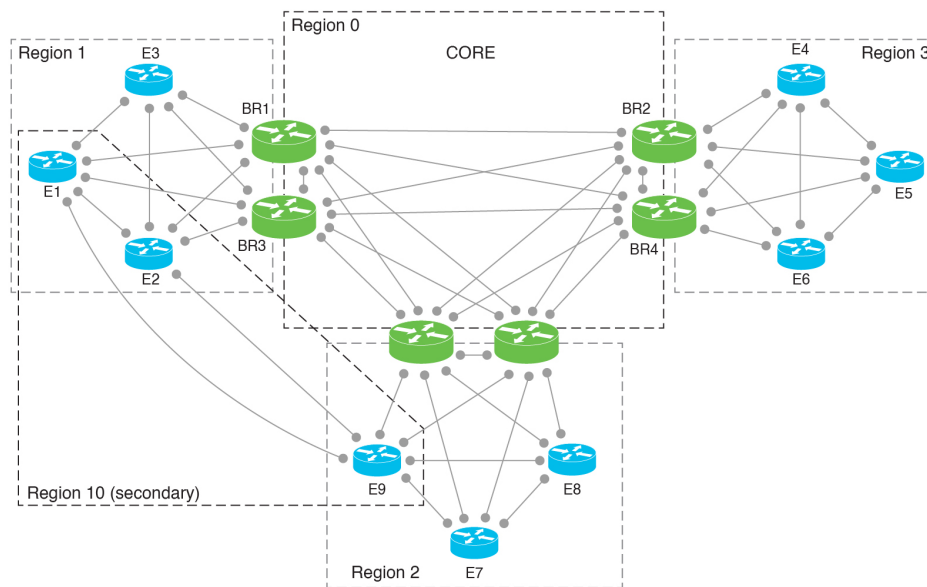 Region 0
CORE
Region 1
E3
E4
Region 3
BR1
BR2
E1
E5
BR3
BR4
E2
E6
Region 10 (secondary)
E9
E8
Region 2
E7